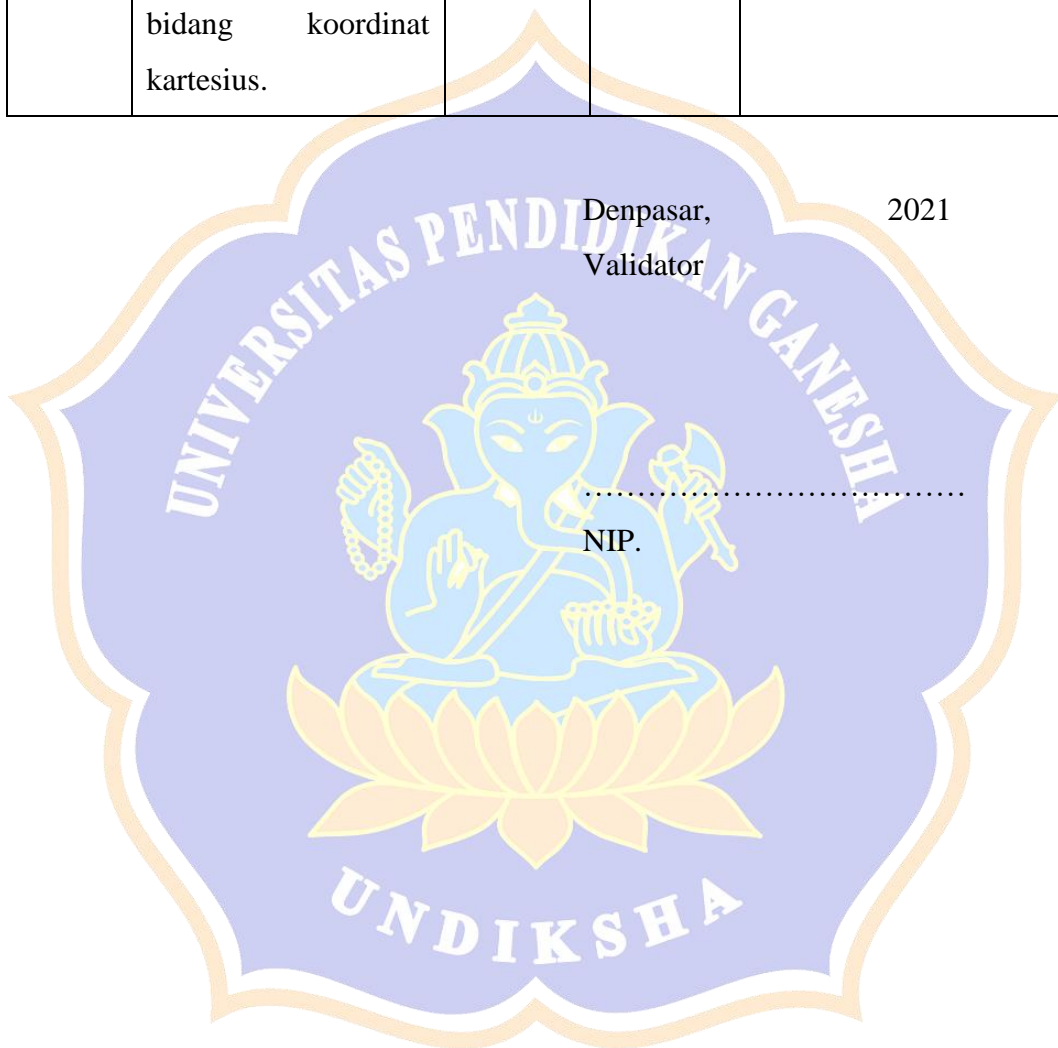 bidang koordinat
kartesius.
Denpasar, 2021
Validator
UNIVERSITAS PENDIDIKAN GANESHA
……………………………….
NIP.
UNDIKSHA